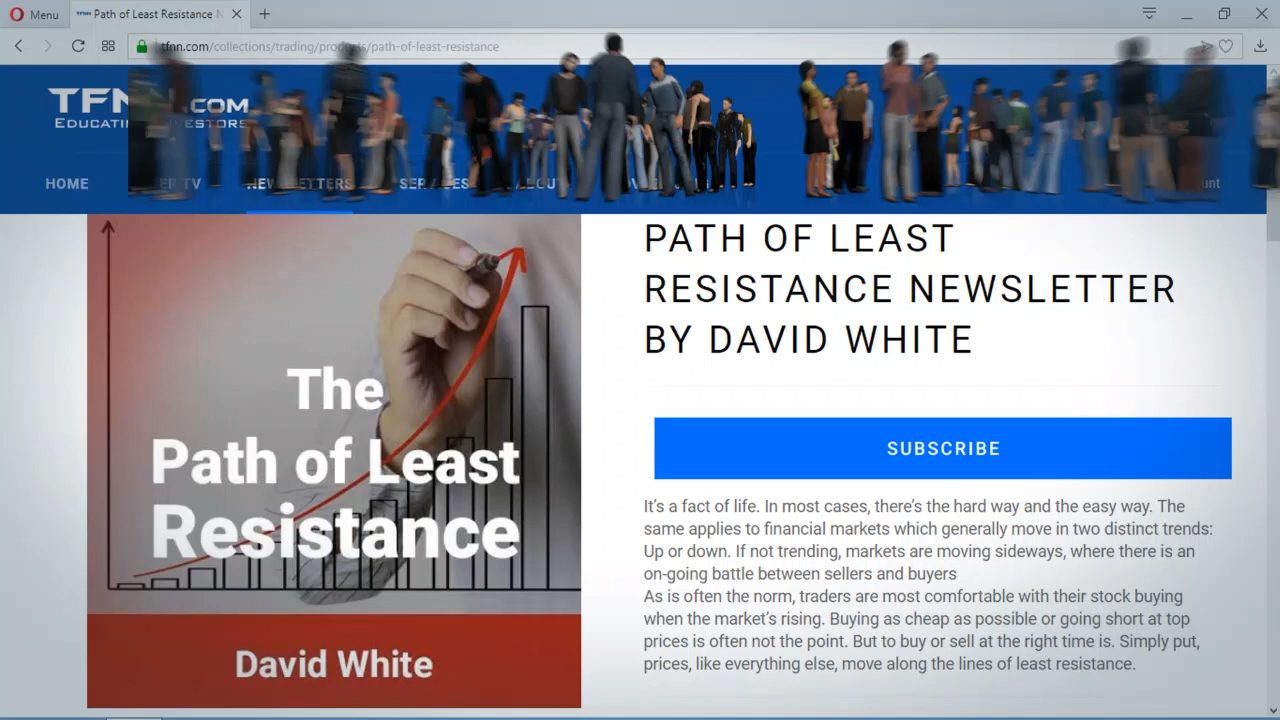 Menu
Path of Least Resistance N
tfnn.com/collections/trading/products/path-of-least-resistance
TFN .COM
HOME
TV
NEWSLETTERS
PATH OF LEAST
RESISTANCE NEWSLETTER
BY DAVID WHITE
The
Path of Least
Resistance
David White
SUBSCRIBE
It’s a fact of life. In most cases, there’s the hard way and the easy way. The
same applies to financial markets which generally move in two distinct trends:
Up or down. If not trending, markets are moving sideways, where there is an
on-going battle between sellers and buyers
As is often the norm, traders are most comfortable with their stock buying
when the market’s rising. Buying as cheap as possible or going short at top
prices is often not the point. But to buy or sell at the right time is. Simply put,
prices, like everything else, move along the lines of least resistance.